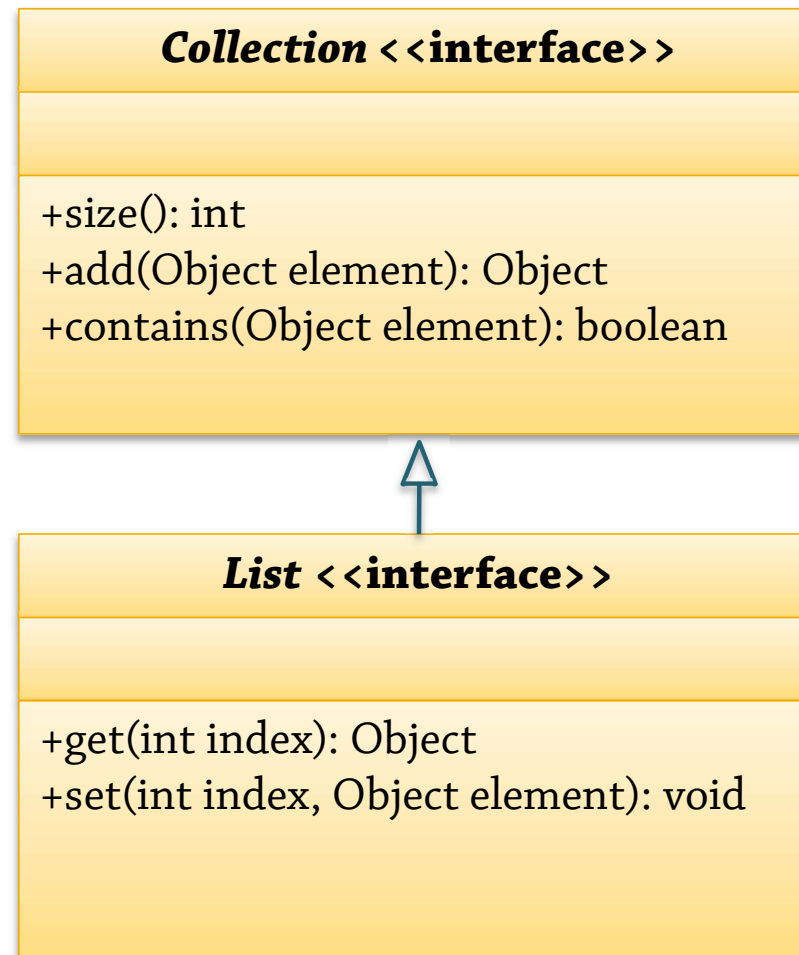 Collection <<interface>>
+size(): int
+add(Object element): Object
+contains(Object element): boolean
List <<interface>>
+get(int index): Object
+set(int index, Object element): void